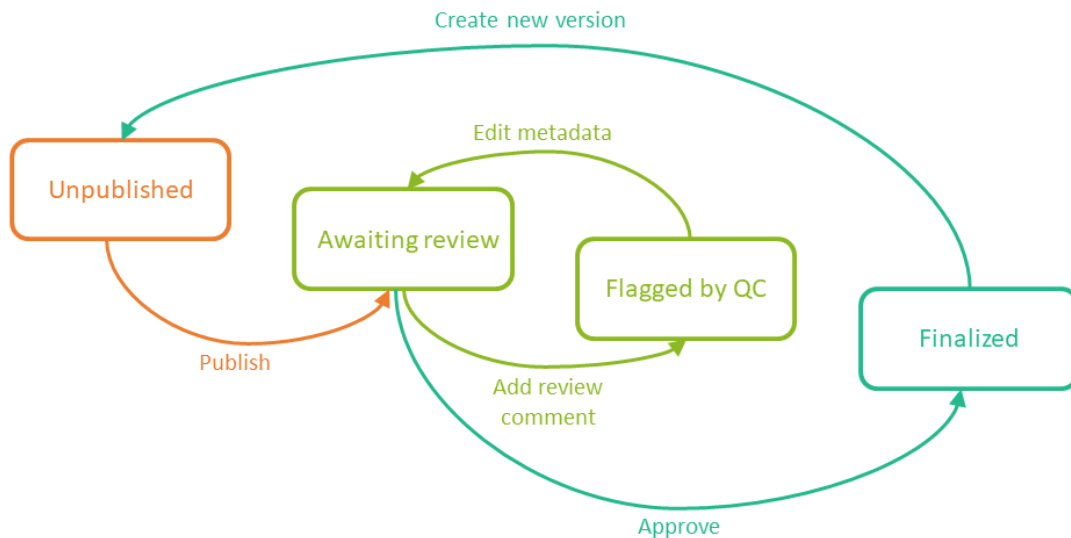 Create new version
Edit metadata
Unpublished
Awaiting review
Flagged by QC
Finalized
Publish
Add review
comment
Approve